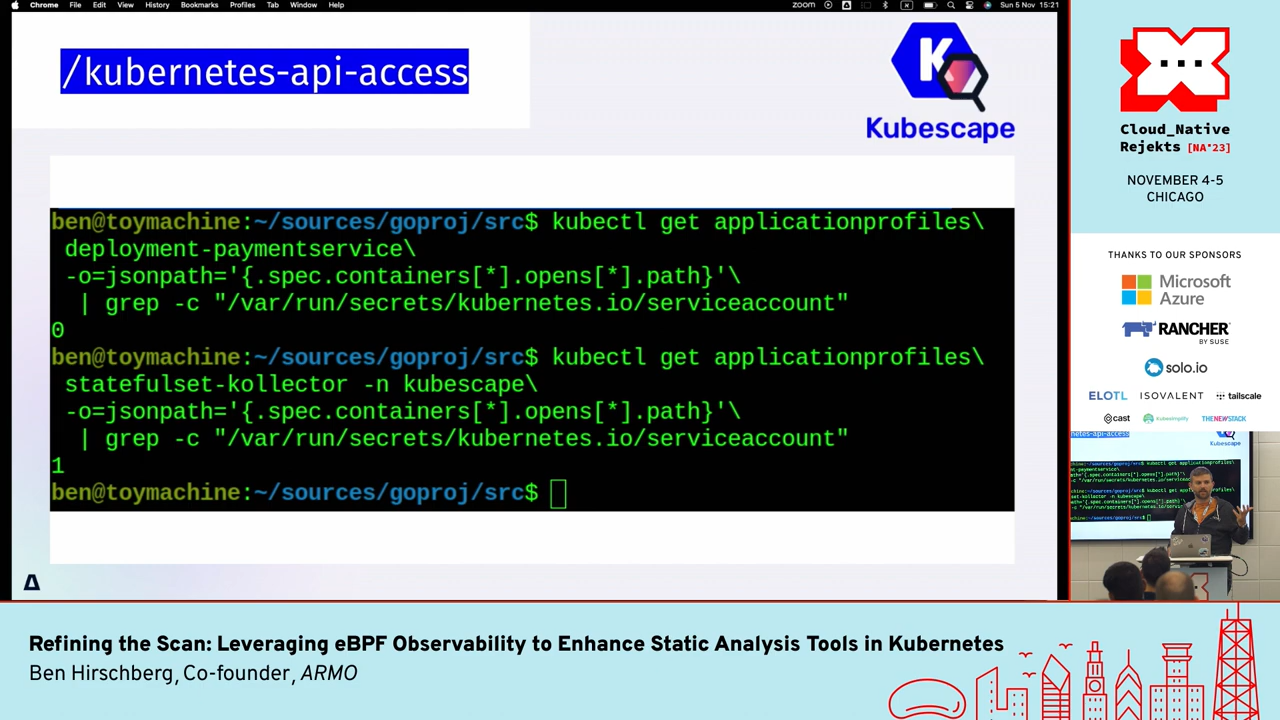 Chrome File Edit View History Bookmarks Profiles Tab Window Help
zoom Sun 5 Nov 15:21
/kubernetes-api-access
Kubescape
ben@toymachine:~/sources/goproj/src$ kubectl get applicationprofiles\
deployment-paymentservice\
-o=jsonpath='{.spec.containers[*].opens[*].path}'\
| grep -c "/var/run/secrets/kubernetes.io/serviceaccount"
0
ben@toymachine:~/sources/goproj/src$ kubectl get applicationprofiles\
statefulset-kollector -n kubescape\
-o=jsonpath='{.spec.containers[*].opens[*].path}'\
| grep -c "/var/run/secrets/kubernetes.io/serviceaccount"
1
ben@toymachine:~/sources/goproj/src$
Cloud_Native
Rejekts [NA'23]
NOVEMBER 4-5
CHICAGO
THANKS TO OUR SPONSORS
Microsoft
Azure
RANCHER
BY SUSE
solo.io
ELOTL ISOVALENT tailscale
cast Kubesimplify THENEWSTACK
Refining the Scan: Leveraging eBPF Observability to Enhance Static Analysis Tools in Kubernetes
Ben Hirschberg, Co-founder, ARMO